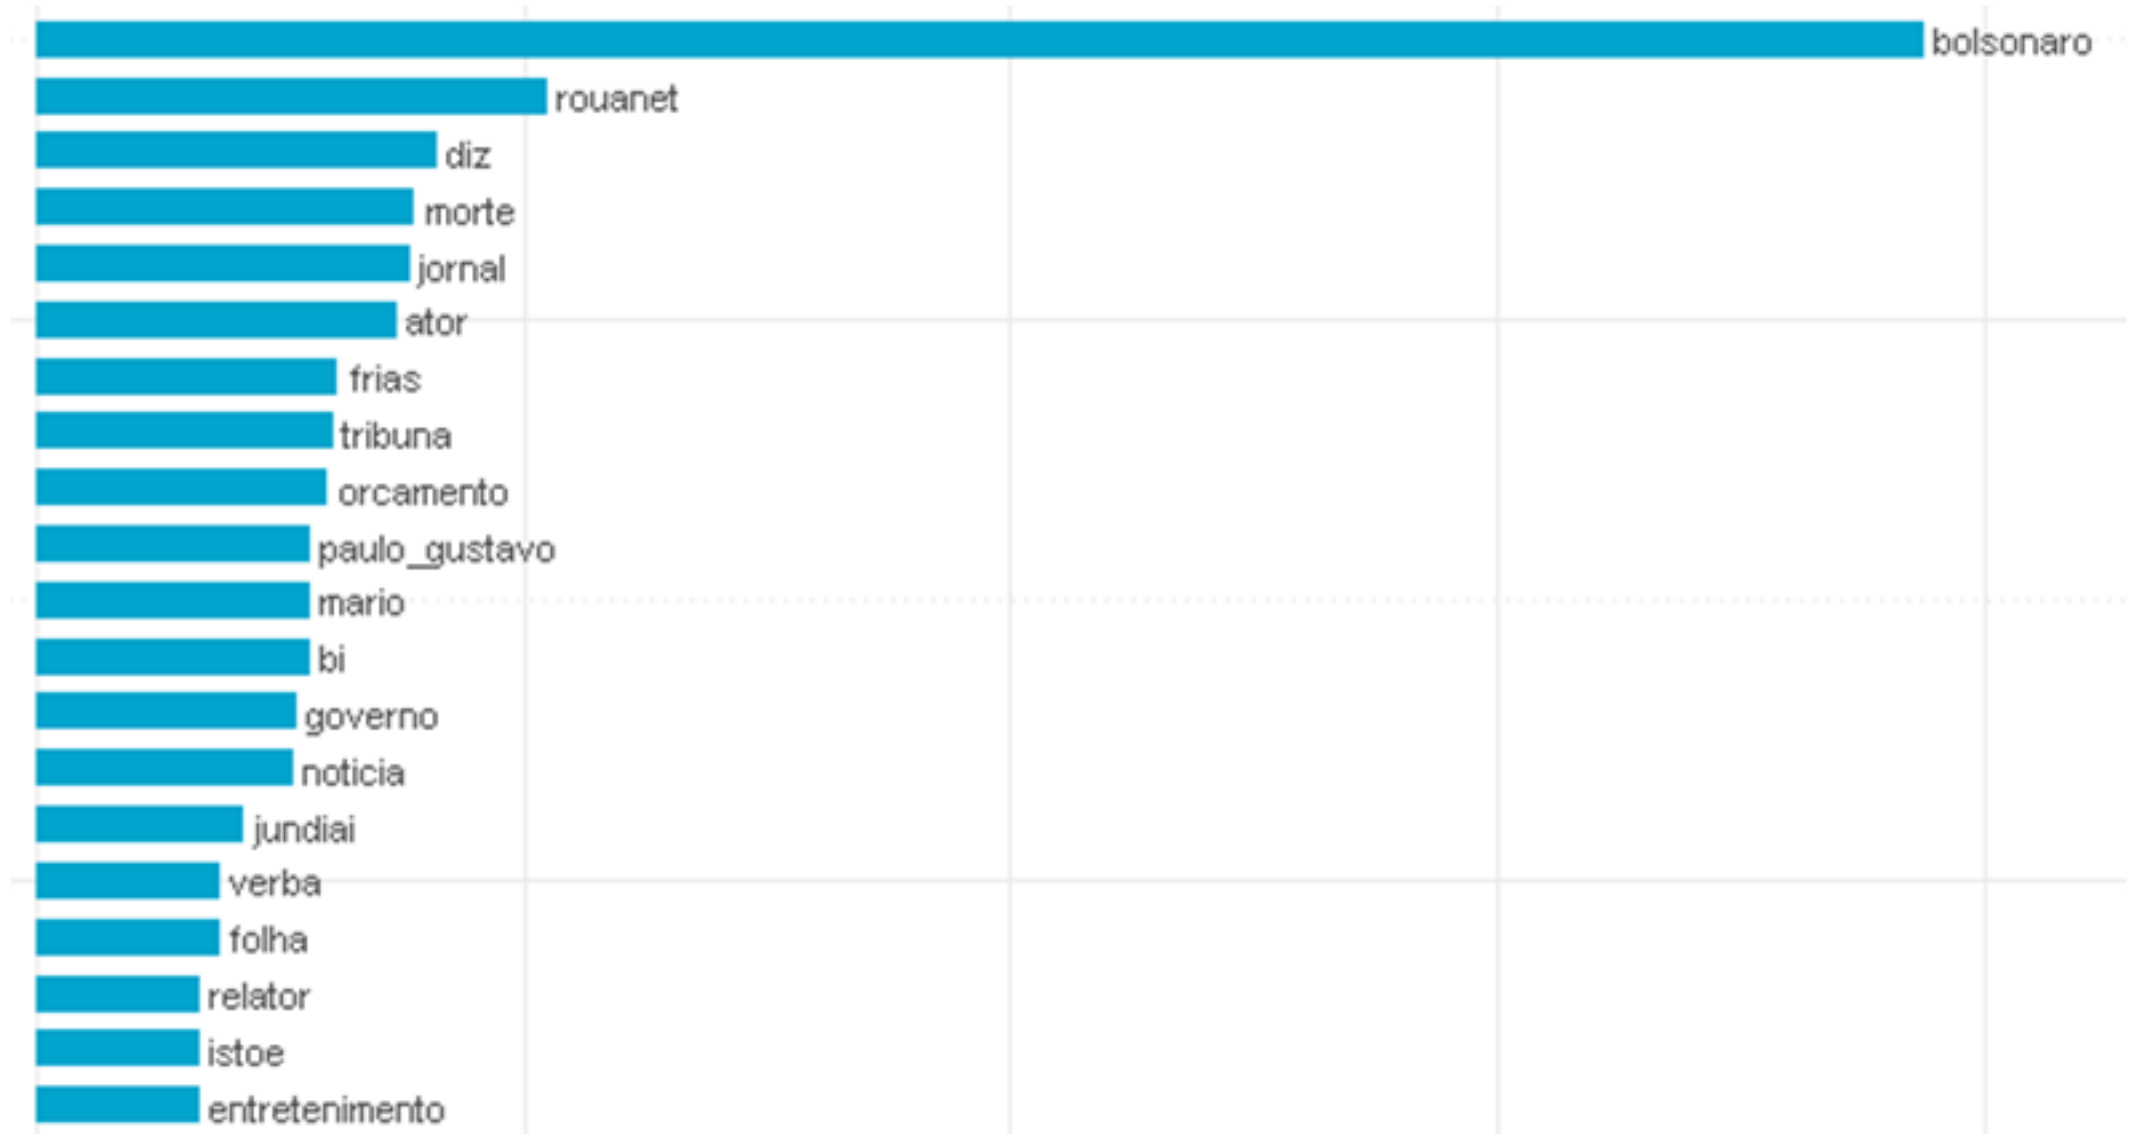 bolsonaro
rouanet
diz
morte
jornal
ator
frias
tribuna
orcamento
paulo_gustavo
mario
bi
governo
noticia
jundiai
verba
folha
relator
istoe
entretenimento